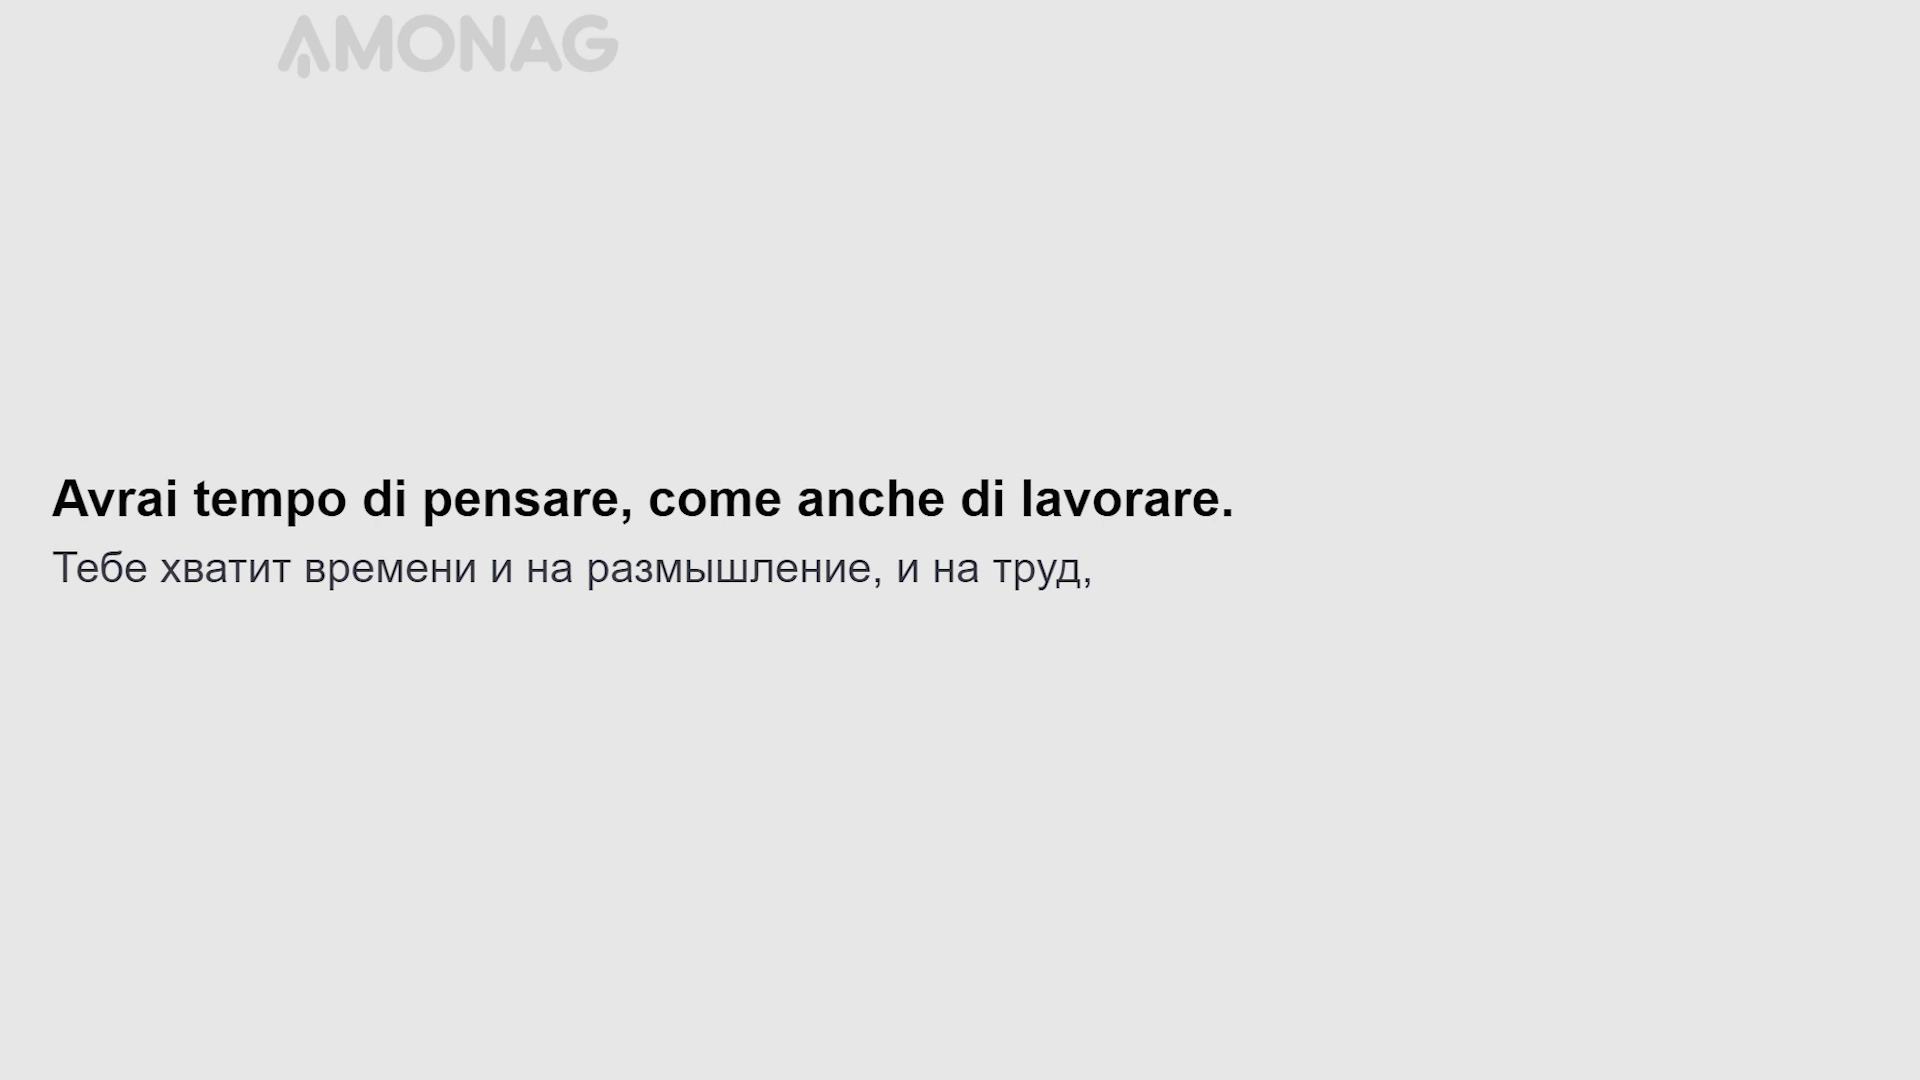 AMONAG
Avrai tempo di pensare, come anche di lavorare.
Тебе хватит времени и на размышление, и на труд,